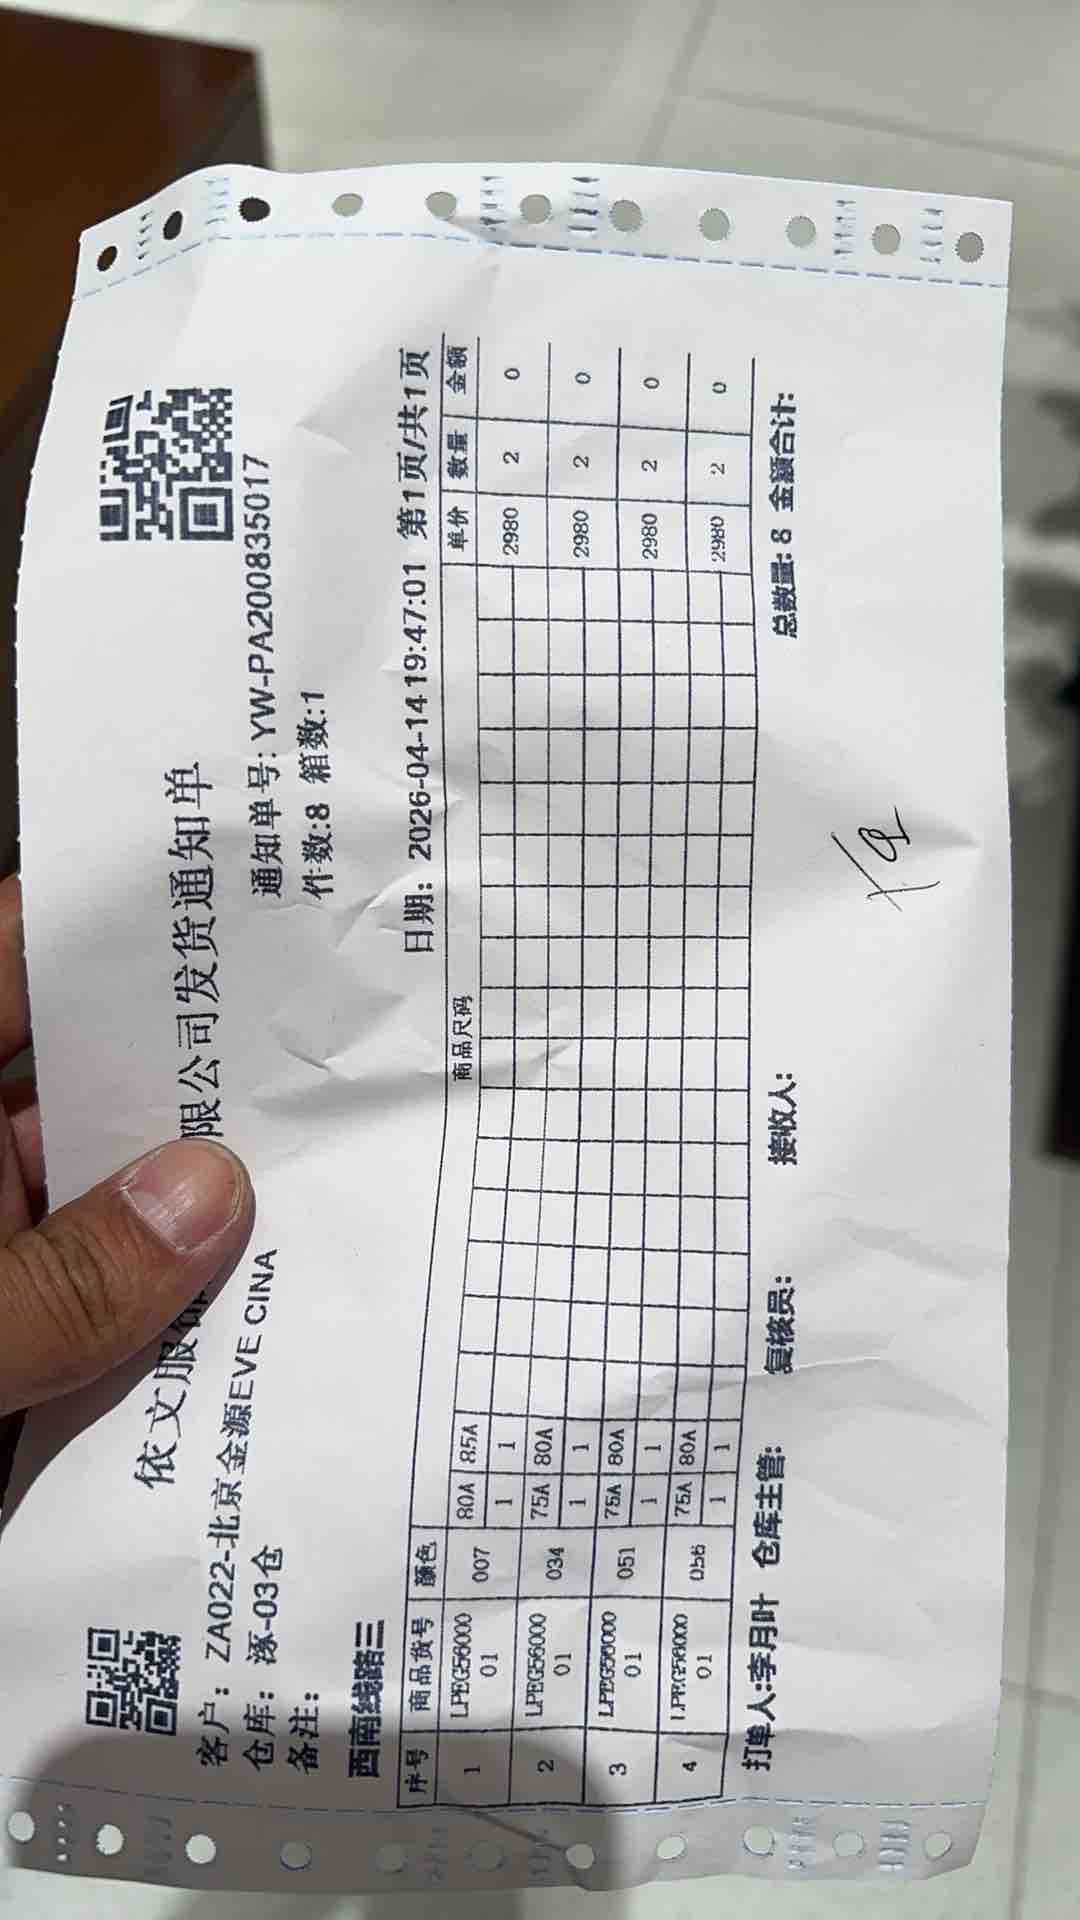 依文服
限公司发货通知单
客户：ZA022-北京金源EVE CINA
通知单号：YW-PA200835017
仓库：涿-03仓
件数:8 箱数:1
备注：
西南线路三
日期：2026-04-14 19:47:01 第1页/共1页
序号 商品货号 颜色 商品尺码 单价 数量 金额
1 LPEG56000 01 007 80A 85A 2980 2 0
1 1
2 LPEG56000 01 034 75A 80A 2980 2 0
1 1
3 LPEG56000 01 051 75A 80A 2980 2 0
1 1
4 LPEG56000 01 056 75A 80A 2980 2 0
1 1
打单人:李月叶 仓库主管: 复核员: 接收人: 总数量: 8 金额合计: